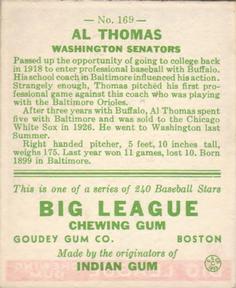 — No. 169 —
AL THOMAS
WASHINGTON SENATORS
Passed up the opportunity of going to college back
in 1918 to enter professional baseball with Buffalo.
His school coach in Baltimore influenced his action.
Strangely enough, Thomas pitched his first pro-
fessional game against this coach who was playing
with the Baltimore Orioles.
After three years with Buffalo, Al Thomas spent
five with Baltimore and was sold to the Chicago
White Sox in 1926. He went to Washington last
Summer.
Right handed pitcher, 5 feet, 10 inches tall,
weighs 175. Last year won 11 games, lost 10. Born
1899 in Baltimore.
This is one of a series of 240 Baseball Stars
BIG LEAGUE
CHEWING GUM
GOUDEY GUM CO. BOSTON
Made by the originators of
INDIAN GUM